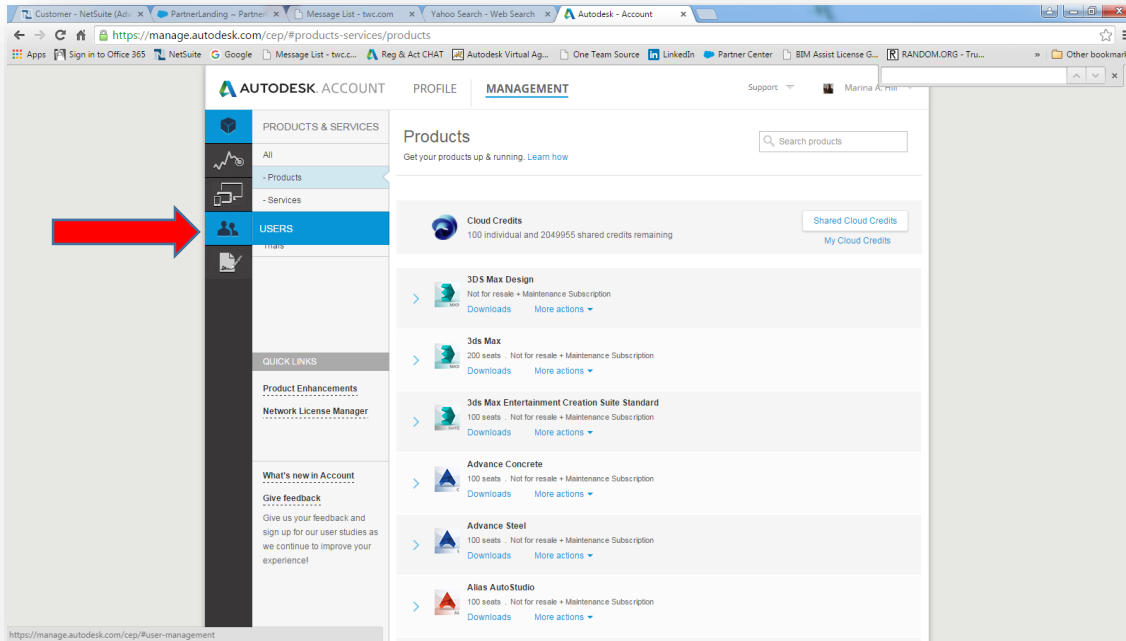 Customer - NetSuite (Adv
PartnerLanding ~ Partner
Message List - twc.com
Yahoo Search - Web Search
Autodesk - Account
https://manage.autodesk.com/cep/#products-services/products
Apps
Sign in to Office 365
NetSuite
Google
Message List - twc.c...
Reg & Act CHAT
Autodesk Virtual Ag...
One Team Source
LinkedIn
Partner Center
BIM Assist License G...
RANDOM.ORG - Tru...
»
Other bookmark
AUTODESK. ACCOUNT
PROFILE
MANAGEMENT
Support
Marina A. Hill
PRODUCTS & SERVICES
All
- Products
- Services
USERS
Trials
QUICK LINKS
Product Enhancements
Network License Manager
What's new in Account
Give feedback
Give us your feedback and
sign up for our user studies as
we continue to improve your
experience!
Products
Get your products up & running. Learn how
Search products
Cloud Credits
100 individual and 2049955 shared credits remaining
Shared Cloud Credits
My Cloud Credits
3DS Max Design
Not for resale + Maintenance Subscription
Downloads More actions
3ds Max
200 seats . Not for resale + Maintenance Subscription
Downloads More actions
3ds Max Entertainment Creation Suite Standard
100 seats . Not for resale + Maintenance Subscription
Downloads More actions
Advance Concrete
100 seats . Not for resale + Maintenance Subscription
Downloads More actions
Advance Steel
100 seats . Not for resale + Maintenance Subscription
Downloads More actions
Alias AutoStudio
100 seats . Not for resale + Maintenance Subscription
Downloads More actions
https://manage.autodesk.com/cep/#user-management